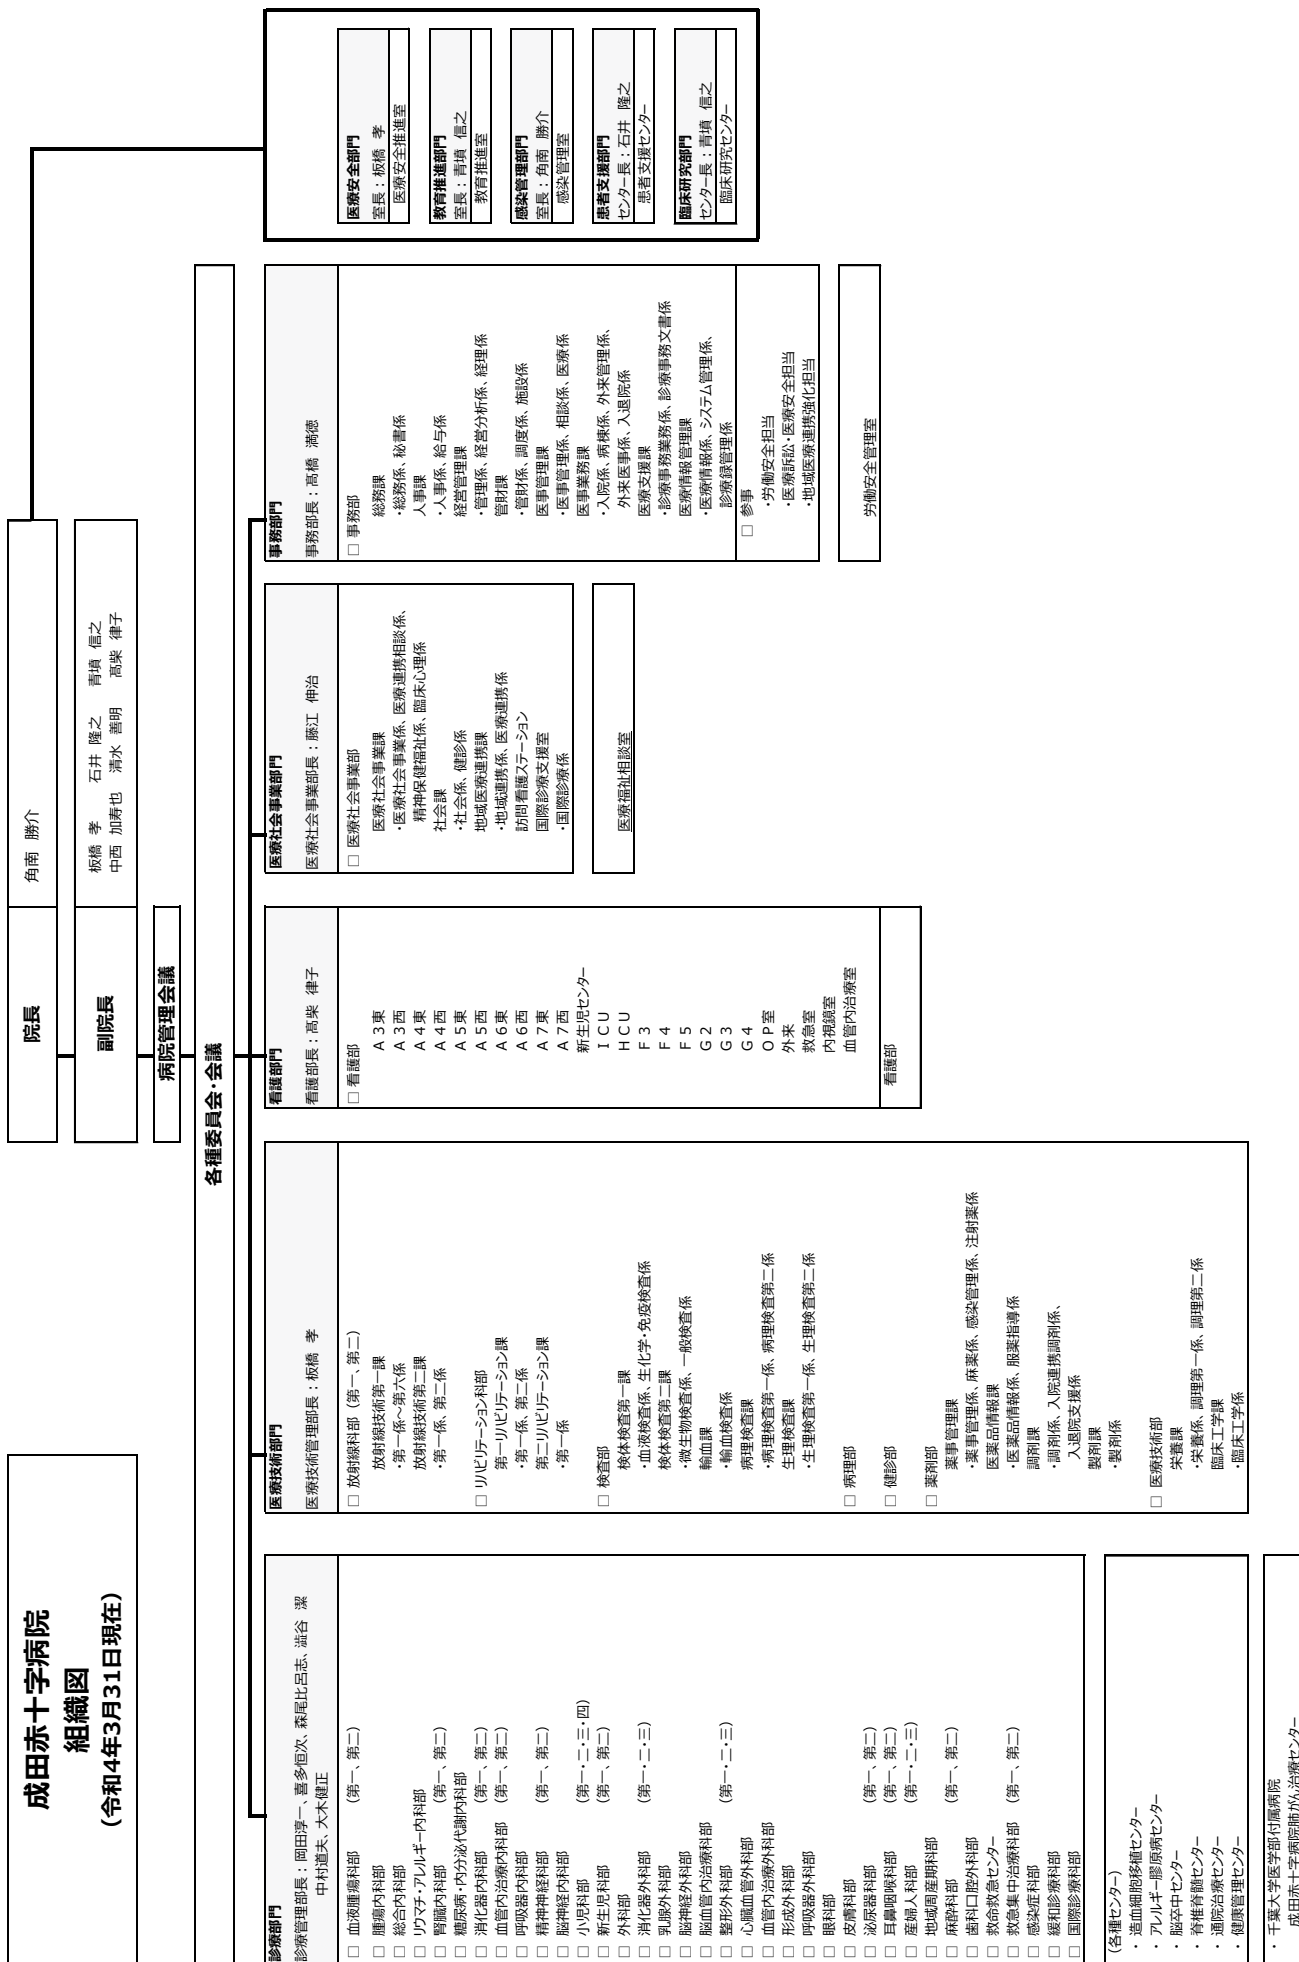 成田赤十字病院
組織図
(令和4年3月31日現在)
院長
角南 勝介
副院長
板橋 孝 石井 隆之 青墳 信之
中西 加寿也 清水 善明 髙柴 律子
病院管理会議
各種委員会・会議
診療部門
診療管理部長：岡田淳一、喜多恒次、森尾比呂志、澁谷 潔
中村道夫、大木健正
□ 血液腫瘍科部 (第一、第二)
□ 腫瘍内科部
□ 総合内科部
□ リウマチ・アレルギー内科部
□ 腎臓内科部 (第一、第二)
□ 糖尿病・内分泌代謝内科部
□ 消化器内科部 (第一、第二)
□ 血管内治療内科部 (第一、第二)
□ 呼吸器内科部
□ 精神神経科部 (第一、第二)
□ 脳神経内科部
□ 小児科部 (第一・二・三・四)
□ 新生児科部 (第一、第二)
□ 外科部
□ 消化器外科部 (第一・二・三)
□ 乳腺外科部
□ 脳神経外科部
□ 脳血管内治療科部
□ 整形外科部 (第一・二・三)
□ 心臓血管外科部
□ 血管内治療外科部
□ 形成外科部
□ 呼吸器外科部
□ 眼科部
□ 皮膚科部
□ 泌尿器科部 (第一、第二)
□ 耳鼻咽喉科部 (第一、第二)
□ 産婦人科部 (第一・二・三)
□ 地域周産期科部
□ 麻酔科部 (第一、第二)
□ 歯科口腔外科部
□ 救命救急センター
□ 救急集中治療科部 (第一、第二)
□ 感染症科部
□ 緩和診療科部
□ 国際診療科部
(各種センター)
・ 造血細胞移植センター
・ アレルギー膠原病センター
・ 脳卒中センター
・ 脊椎脊髄センター
・ 通院治療センター
・ 健康管理センター
・ 千葉大学医学部付属病院
成田赤十字病院肺がん治療センター
医療技術部門
医療技術管理部長：板橋 孝
□ 放射線科部 (第一、第二)
放射線技術第一課
・第一係～第六係
放射線技術第二課
・第一係、第二係
□ リハビリテーション科部
第一リハビリテーション課
・第一係、第二係
第二リハビリテーション課
・第一係
□ 検査部
検体検査第一課
・血液検査係、生化学・免疫検査係
検体検査第二課
・微生物検査係、一般検査係
輸血課
・輸血検査係
病理検査課
・病理検査第一係、病理検査第二係
生理検査課
・生理検査第一係、生理検査第二係
□ 病理部
□ 健診部
□ 薬剤部
薬事管理課
・薬事管理係、麻薬係、感染管理係、注射薬係
医薬品情報課
・医薬品情報係、服薬指導係
調剤課
・調剤係、入院連携調剤係、
入退院支援係
製剤課
・製剤係
□ 医療技術部
栄養課
・栄養係、調理第一係、調理第二係
臨床工学課
・臨床工学係
看護部門
看護部長：髙柴 律子
□ 看護部
A３東
A３西
A４東
A４西
A５東
A５西
A６東
A６西
A７東
A７西
新生児センター
ＩＣＵ
ＨＣＵ
Ｆ３
Ｆ４
Ｆ５
Ｇ２
Ｇ３
Ｇ４
ＯＰ室
外来
救急室
内視鏡室
血管内治療室
看護部
医療社会事業部門
医療社会事業部長：藤江 伸治
□ 医療社会事業部
医療社会事業課
・医療社会事業係、医療連携相談係、
精神保健福祉係、臨床心理係
社会課
・社会係、健診係
地域医療連携課
・地域連携係、医療連携係
訪問看護ステーション
国際診療支援室
・国際診療係
医療福祉相談室
事務部門
事務部長：髙橋 満徳
□ 事務部
総務課
・総務係、秘書係
人事課
・人事係、給与係
経営管理課
・管理係、経営分析係、経理係
管財課
・管財係、調度係、施設係
医事管理課
・医事管理係、相談係、医療係
医事業務課
・入院係、病棟係、外来管理係、
外来医事係、入退院係
医療支援課
・診療事務業務係、診療事務文書係
医療情報管理課
・医療情報係、システム管理係、
診療録管理係
□ 参事
・労働安全担当
・医療訴訟・医療安全担当
・地域医療連携強化担当
労働安全管理室
医療安全部門
室長：板橋 孝
医療安全推進室
教育推進部門
室長：青墳 信之
教育推進室
感染管理部門
室長：角南 勝介
感染管理室
患者支援部門
センター長：石井 隆之
患者支援センター
臨床研究部門
センター長：青墳 信之
臨床研究センター